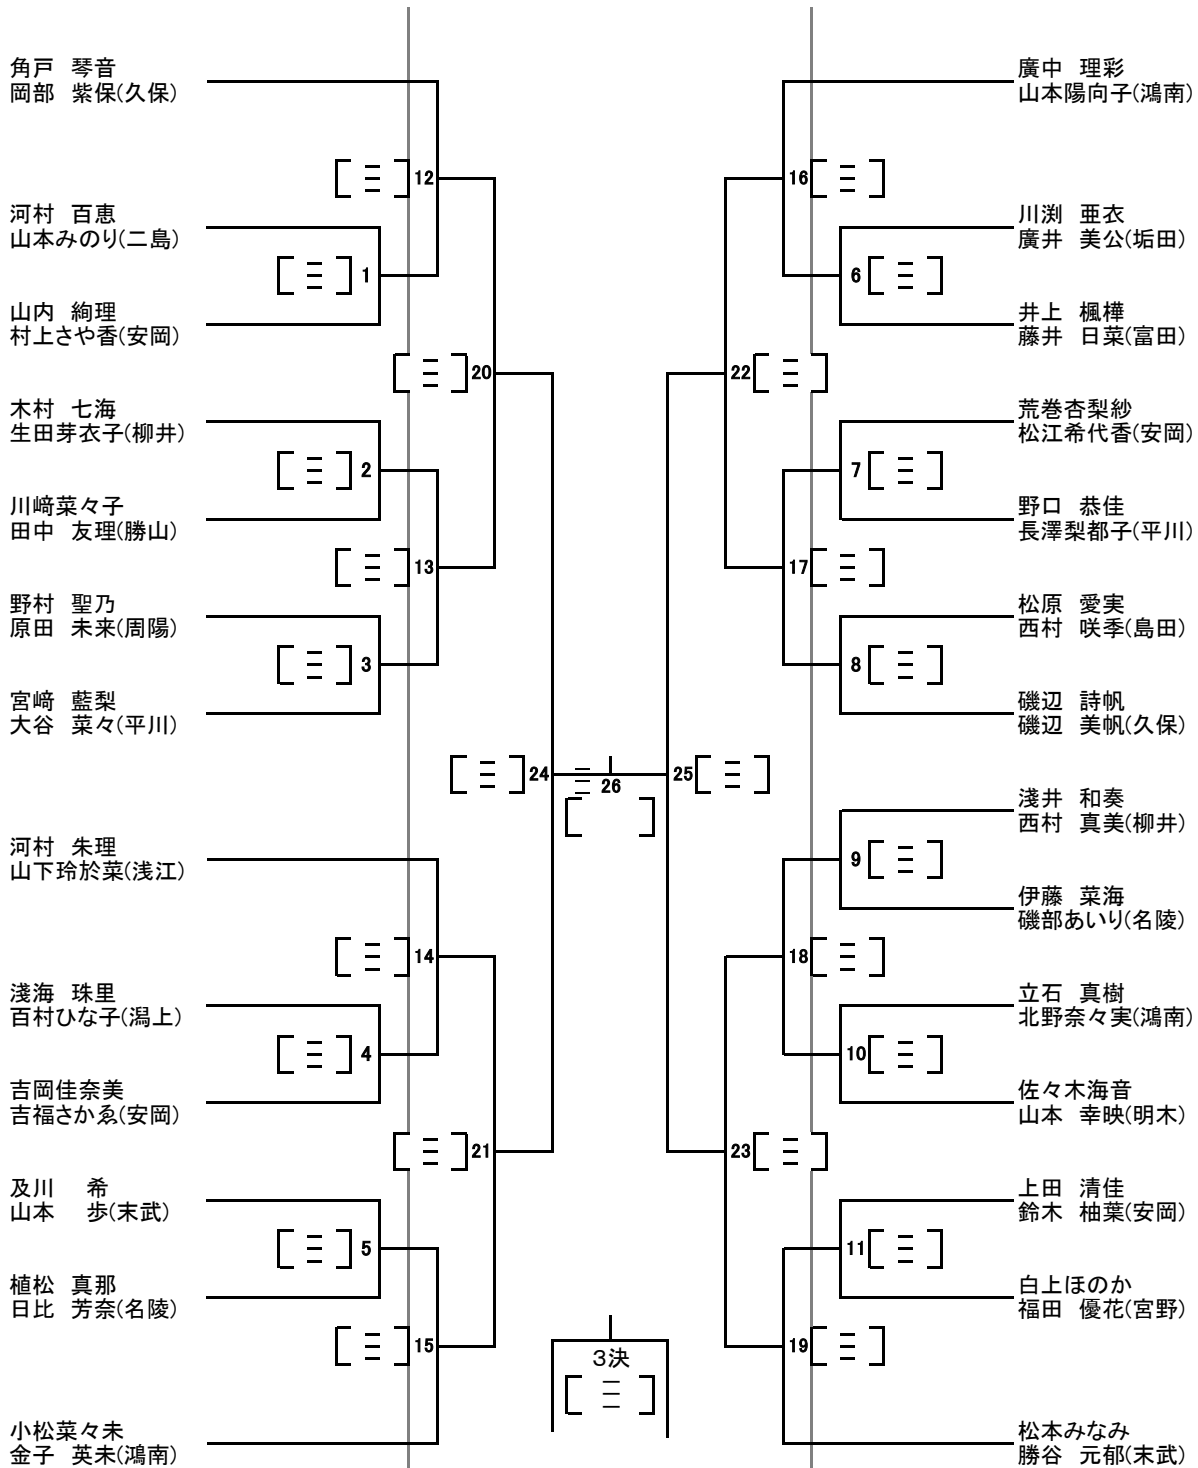 角戸　琴音
岡部　紫保(久保)
12
河村　百恵
山本みのり(二島)
1
山内　絢理
村上さや香(安岡)
20
木村　七海
生田芽衣子(柳井)
2
川﨑菜々子
田中　友理(勝山)
13
野村　聖乃
原田　未来(周陽)
3
宮﨑　藍梨
大谷　菜々(平川)
24
河村　朱理
山下玲於菜(浅江)
14
淺海　珠里
百村ひな子(潟上)
4
吉岡佳奈美
吉福さかゑ(安岡)
21
及川　　希
山本　　歩(末武)
5
植松　真那
日比　芳奈(名陵)
15
小松菜々未
金子　英未(鴻南)
26
3決
廣中　理彩
山本陽向子(鴻南)
16
川渕　亜衣
廣井　美公(垢田)
6
井上　楓樺
藤井　日菜(富田)
22
荒巻杏梨紗
松江希代香(安岡)
7
野口　恭佳
長澤梨都子(平川)
17
松原　愛実
西村　咲季(島田)
8
磯辺　詩帆
磯辺　美帆(久保)
25
淺井　和奏
西村　真美(柳井)
9
伊藤　菜海
磯部あいり(名陵)
18
立石　真樹
北野奈々実(鴻南)
10
佐々木海音
山本　幸映(明木)
23
上田　清佳
鈴木　柚葉(安岡)
11
白上ほのか
福田　優花(宮野)
19
松本みなみ
勝谷　元郁(末武)